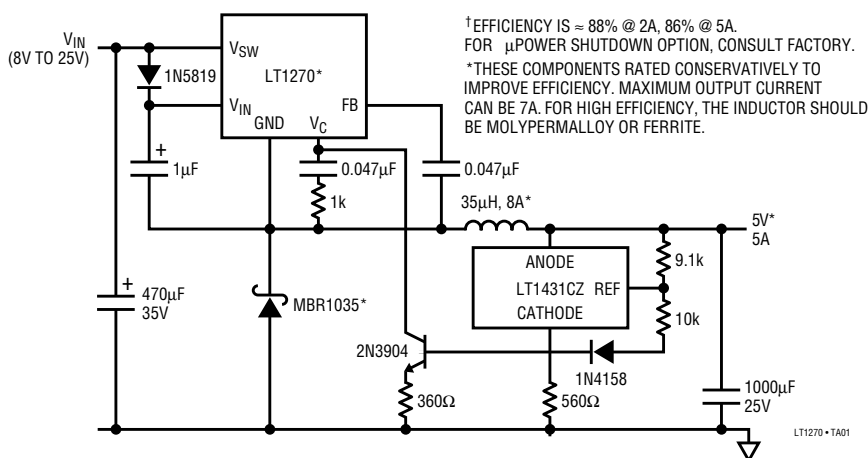 †EFFICIENCY IS ≈ 88% @ 2A, 86% @ 5A.
FOR µPOWER SHUTDOWN OPTION, CONSULT FACTORY.
*THESE COMPONENTS RATED CONSERVATIVELY TO
IMPROVE EFFICIENCY. MAXIMUM OUTPUT CURRENT
CAN BE 7A. FOR HIGH EFFICIENCY, THE INDUCTOR SHOULD
BE MOLYPERMALLOY OR FERRITE.
VIN
(8V TO 25V)
1N5819
VSW
LT1270*
VIN
GND
VC
FB
+
1µF
0.047µF
0.047µF
1k
35µH, 8A*
5V*
5A
ANODE
LT1431CZ REF
CATHODE
9.1k
10k
+
470µF
35V
MBR1035*
2N3904
1N4158
360Ω
560Ω
1000µF
25V
LT1270 • TA01